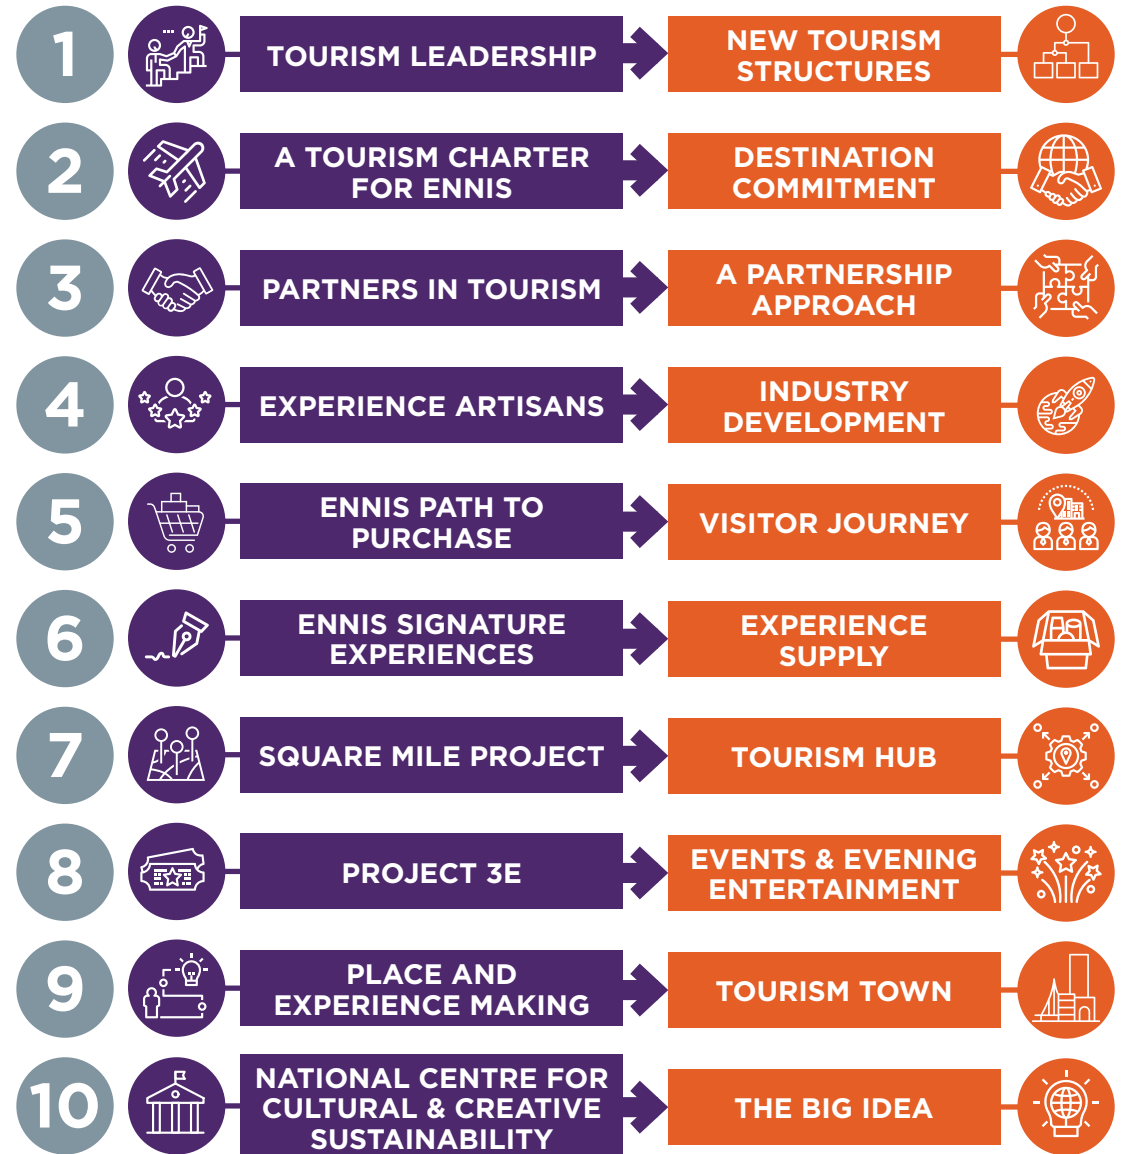 1
TOURISM LEADERSHIP
NEW TOURISM
STRUCTURES
2
A TOURISM CHARTER
FOR ENNIS
DESTINATION
COMMITMENT
3
PARTNERS IN TOURISM
A PARTNERSHIP
APPROACH
4
EXPERIENCE ARTISANS
INDUSTRY
DEVELOPMENT
5
ENNIS PATH TO
PURCHASE
VISITOR JOURNEY
6
ENNIS SIGNATURE
EXPERIENCES
EXPERIENCE
SUPPLY
7
SQUARE MILE PROJECT
TOURISM HUB
8
PROJECT 3E
EVENTS & EVENING
ENTERTAINMENT
9
PLACE AND
EXPERIENCE MAKING
TOURISM TOWN
10
NATIONAL CENTRE FOR
CULTURAL & CREATIVE
SUSTAINABILITY
THE BIG IDEA